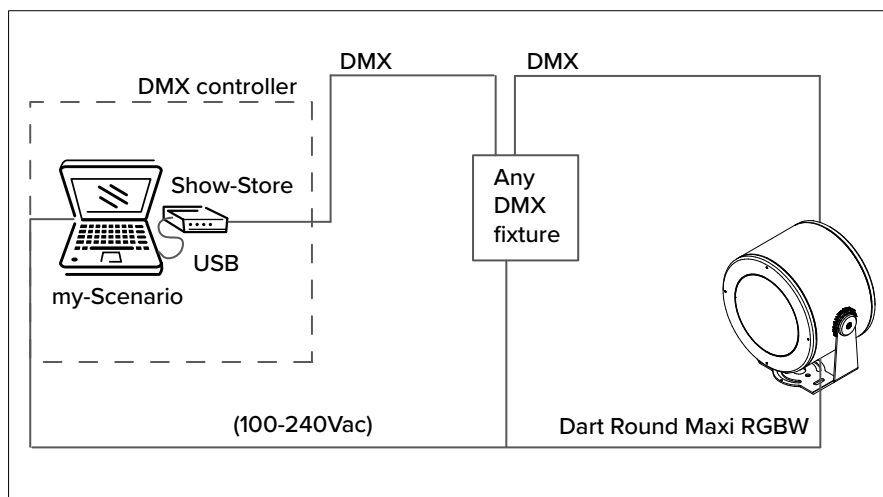 DMX
DMX
DMX controller
Show-Store
USB
my-Scenario
Any
DMX
fixture
(100-240Vac)
Dart Round Maxi RGBW